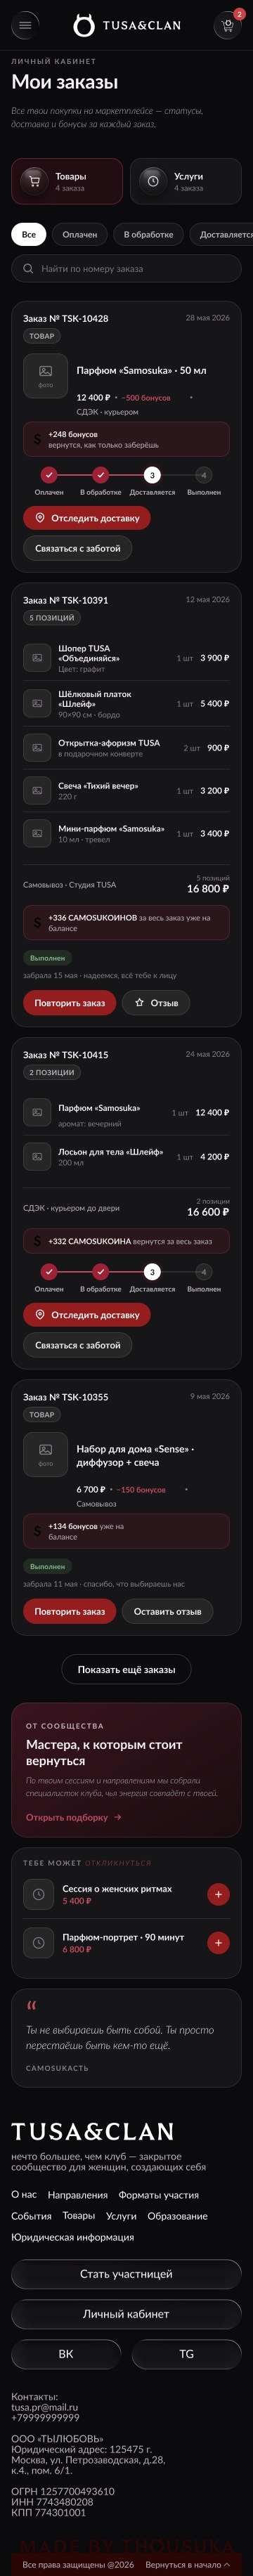 TUSA&CLAN
2
ЛИЧНЫЙ КАБИНЕТ
Мои заказы
Все твои покупки на маркетплейсе — статусы,
доставка и бонусы за каждый заказ.
Товары
4 заказа
Услуги
4 заказа
Все
Оплачен
В обработке
Доставляется
Найти по номеру заказа
Заказ № TSK-10428
28 мая 2026
ТОВАР
фото
Парфюм «Samosuka» · 50 мл
12 400 ₽ • −500 бонусов •
СДЭК · курьером
S
+248 бонусов
вернутся, как только заберёшь
3
4
Оплачен
В обработке
Доставляется
Выполнен
Отследить доставку
Связаться с заботой
Заказ № TSK-10391
12 мая 2026
5 ПОЗИЦИЙ
Шопер TUSA
«Объединяйся»
Цвет: графит
1 шт 3 900 ₽
Шёлковый платок
«Шлейф»
90×90 см · бордо
1 шт 5 400 ₽
Открытка-афоризм TUSA
в подарочном конверте
2 шт 900 ₽
Свеча «Тихий вечер»
220 г
1 шт 3 200 ₽
Мини-парфюм «Samosuka»
10 мл · тревел
1 шт 3 400 ₽
Самовывоз · Студия TUSA
5 позиций
16 800 ₽
S
+336 САМОSUКОИНОВ за весь заказ уже на
балансе
Выполнен
забрала 15 мая · надеемся, всё тебе к лицу
Повторить заказ
Отзыв
Заказ № TSK-10415
24 мая 2026
2 ПОЗИЦИИ
Парфюм «Samosuka»
аромат: вечерний
1 шт 12 400 ₽
Лосьон для тела «Шлейф»
200 мл
1 шт 4 200 ₽
СДЭК · курьером до двери
2 позиции
16 600 ₽
S
+332 САМОSUКОИНА вернутся за весь заказ
3
4
Оплачен
В обработке
Доставляется
Выполнен
Отследить доставку
Связаться с заботой
Заказ № TSK-10355
9 мая 2026
ТОВАР
фото
Набор для дома «Sense» ·
диффузор + свеча
6 700 ₽ • −150 бонусов •
Самовывоз
S
+134 бонусов уже на
балансе
Выполнен
забрала 11 мая · спасибо, что выбираешь нас
Повторить заказ
Оставить отзыв
Показать ещё заказы
ОТ СООБЩЕСТВА
Мастера, к которым стоит
вернуться
По твоим сессиям и направлениям мы собрали
специалисток клуба, чья энергия совпадёт с твоей.
Открыть подборку →
ТЕБЕ МОЖЕТ ОТКЛИКНУТЬСЯ
Сессия о женских ритмах
5 400 ₽
Парфюм-портрет · 90 минут
6 800 ₽
“
Ты не выбираешь быть собой. Ты просто
перестаёшь быть кем-то ещё.
САМОSUКАСТЬ
TUSA&CLAN
нечто большее, чем клуб — закрытое
сообщество для женщин, создающих себя
О нас
Направления
Форматы участия
События
Товары
Услуги
Образование
Юридическая информация
Стать участницей
Личный кабинет
ВК
TG
Контакты:
tusa.pr@mail.ru
+79999999999
ООО «ТЫЛЮБОВЬ»
Юридический адрес: 125475 г.
Москва, ул. Петрозаводская, д.28,
к.4., пом. 6/1.
ОГРН 1257700493610
ИНН 7743480208
КПП 774301001
MADE BY THOUSUKA
Все права защищены @2026
Вернуться в начало